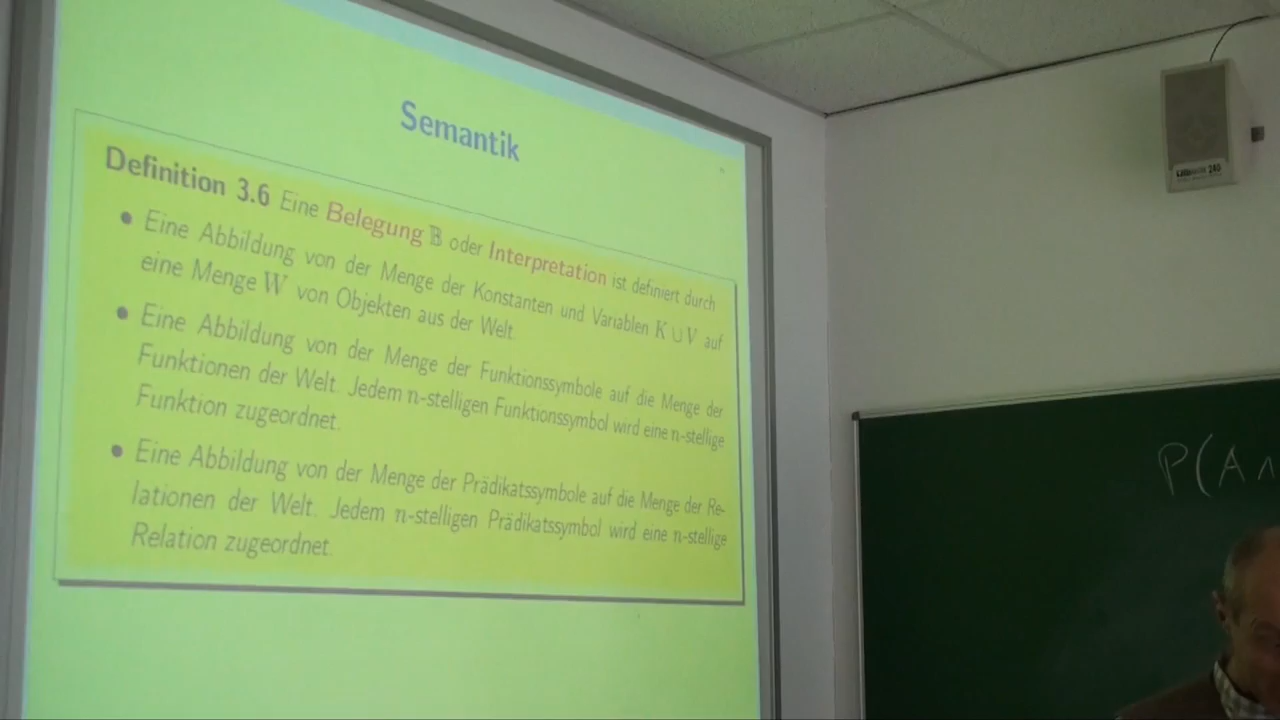 Semantik
Definition 3.6 Eine Belegung 𝔹 oder Interpretation ist definiert durch
• Eine Abbildung von der Menge der Konstanten und Variablen K ∪ V auf
eine Menge W von Objekten aus der Welt.
• Eine Abbildung von der Menge der Funktionssymbole auf die Menge der
Funktionen der Welt. Jedem n-stelligen Funktionssymbol wird eine n-stellige
Funktion zugeordnet.
• Eine Abbildung von der Menge der Prädikatssymbole auf die Menge der Re-
lationen der Welt. Jedem n-stelligen Prädikatssymbol wird eine n-stellige
Relation zugeordnet.
P(A ∧